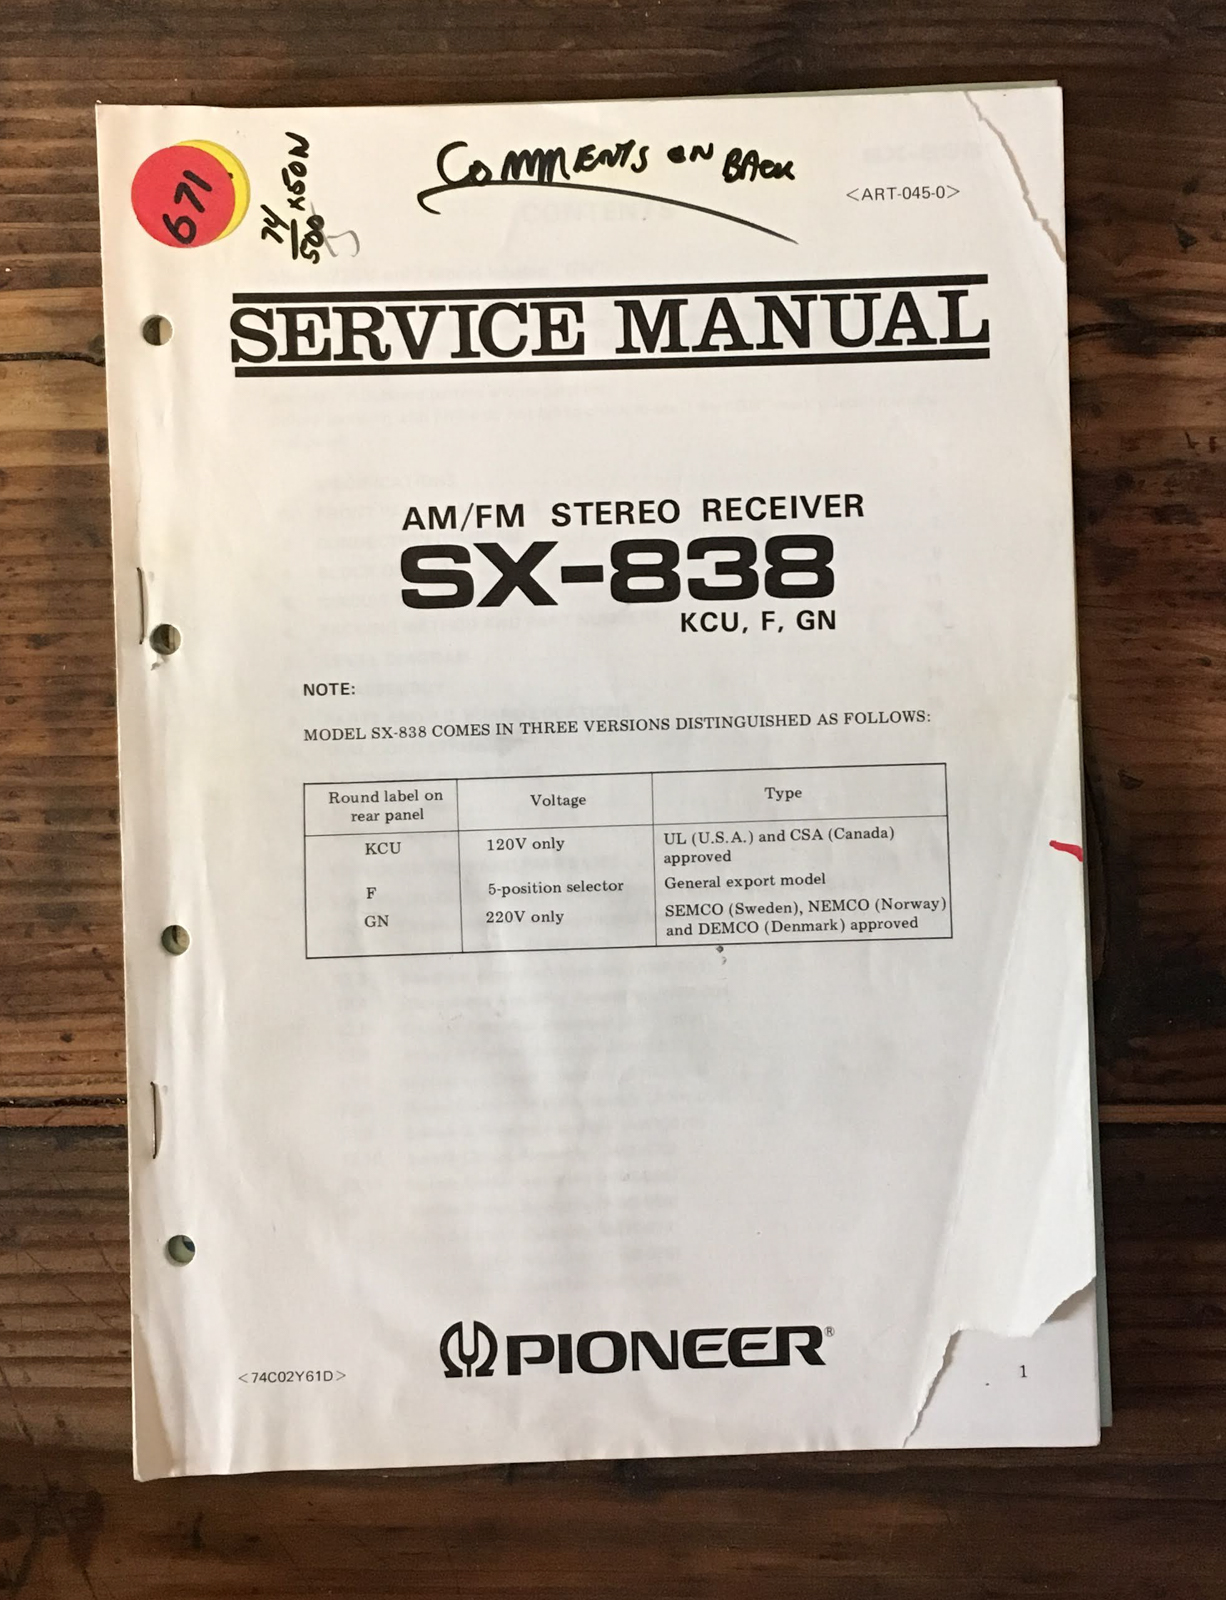 671
74/500 x50W
COMMENTS ON BACK
<ART-045-0>
SERVICE MANUAL
AM/FM STEREO RECEIVER
SX-838
KCU, F, GN
NOTE:
MODEL SX-838 COMES IN THREE VERSIONS DISTINGUISHED AS FOLLOWS:
Round label on rear panel Voltage Type
KCU 120V only UL (U.S.A.) and CSA (Canada) approved
F 5-position selector General export model
GN 220V only SEMCO (Sweden), NEMCO (Norway) and DEMCO (Denmark) approved
PIONEER®
<74C02Y61D>
1